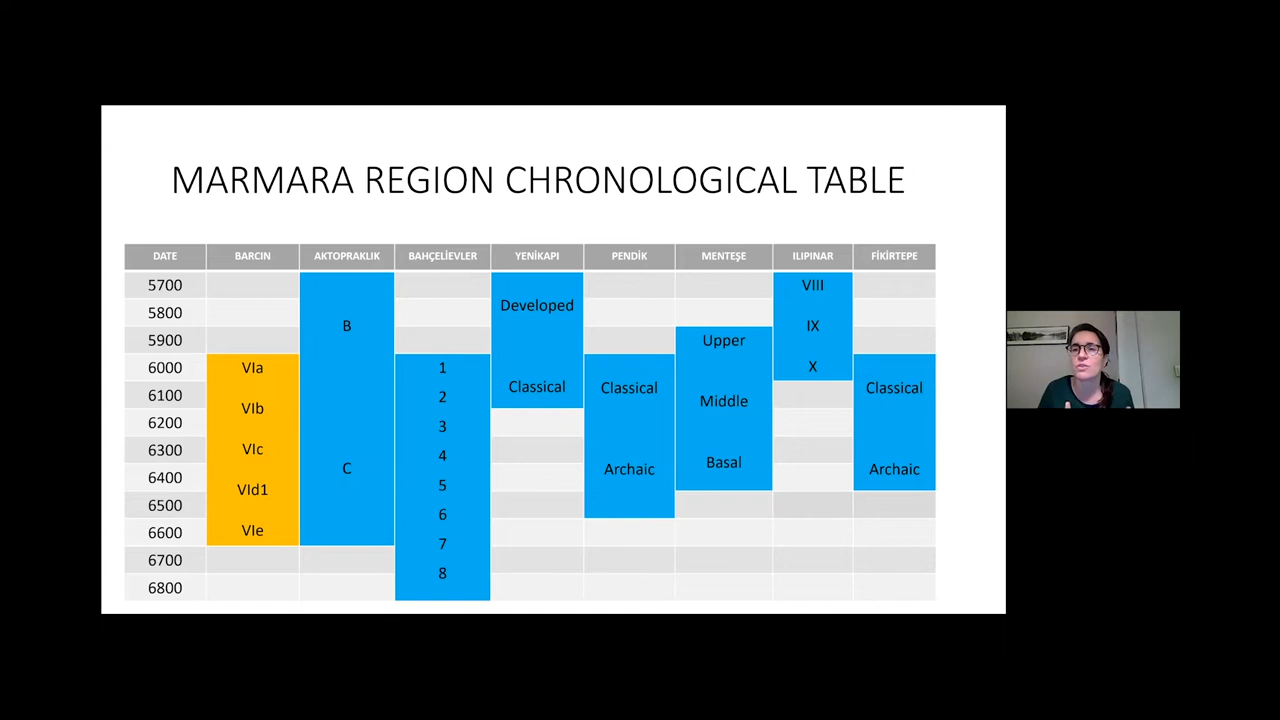 MARMARA REGION CHRONOLOGICAL TABLE
DATE BARCIN AKTOPRAKLIK BAHÇELİEVLER YENİKAPI PENDİK MENTEŞE ILIPINAR FİKİRTEPE
5700 VIII
5800 Developed
5900 B Upper IX
6000 VIa 1 X
6100 2 Classical Classical Middle Classical
6200 VIb 3
6300 VIc 4
6400 C 5 Archaic Basal Archaic
6500 VId1 6
6600 VIe 7
6700 8
6800